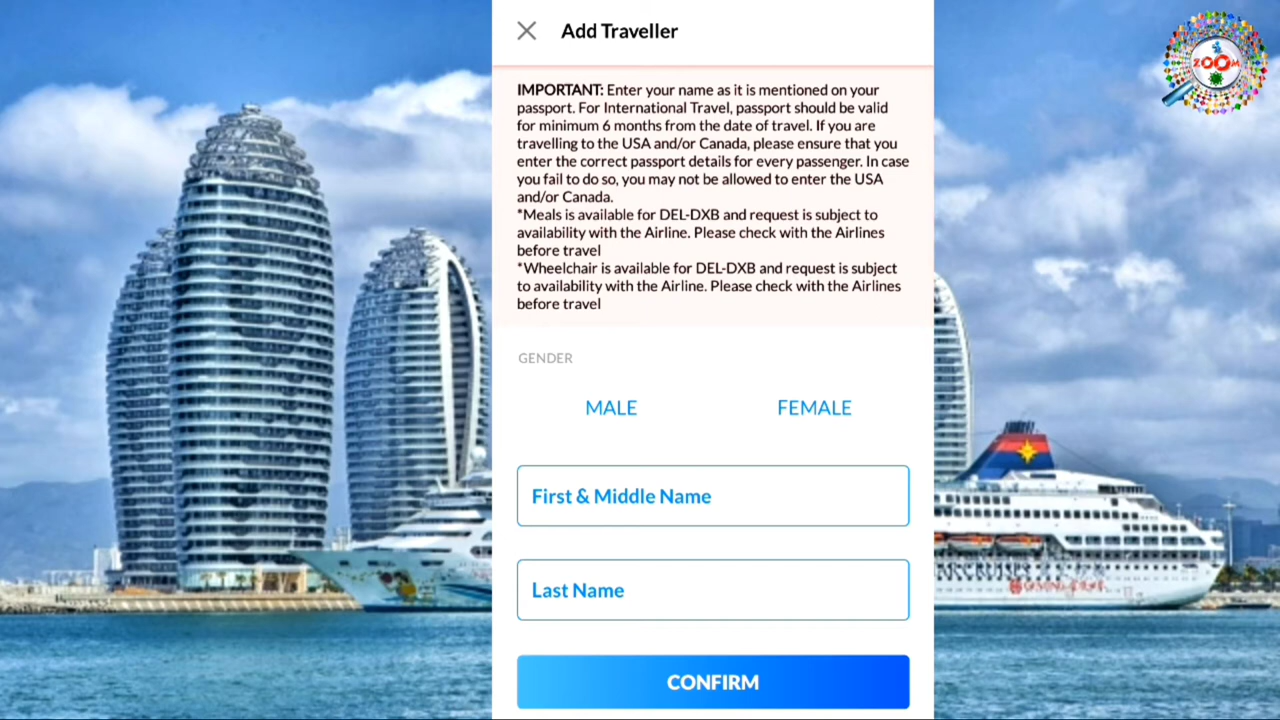 Add Traveller
ZOOM
IMPORTANT: Enter your name as it is mentioned on your
passport. For International Travel, passport should be valid
for minimum 6 months from the date of travel. If you are
travelling to the USA and/or Canada, please ensure that you
enter the correct passport details for every passenger. In case
you fail to do so, you may not be allowed to enter the USA
and/or Canada.
*Meals is available for DEL-DXB and request is subject to
availability with the Airline. Please check with the Airlines
before travel
*Wheelchair is available for DEL-DXB and request is subject
to availability with the Airline. Please check with the Airlines
before travel
GENDER
MALE FEMALE
First & Middle Name
Last Name
CONFIRM